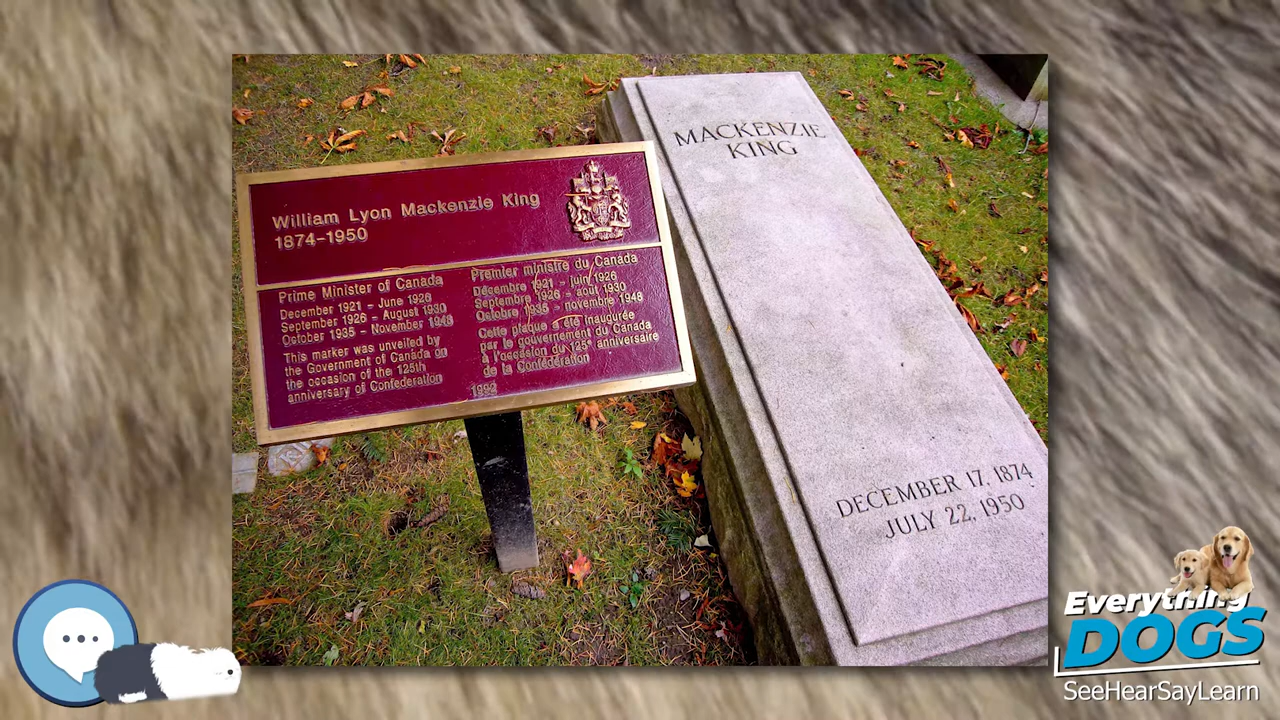 William Lyon Mackenzie King
1874-1950
Prime Minister of Canada
December 1921 - June 1926
September 1926 - August 1930
October 1935 - November 1948
This marker was unveiled by
the Government of Canada on
the occasion of the 125th
anniversary of Confederation
Premier ministre du Canada
Décembre 1921 - juin 1926
Septembre 1926 - août 1930
Octobre 1935 - novembre 1948
Cette plaque a été inaugurée
par le gouvernement du Canada
à l'occasion du 125e anniversaire
de la Confédération
1992
MACKENZIE
KING
DECEMBER 17, 1874
JULY 22, 1950
Everything
DOGS
SeeHearSayLearn